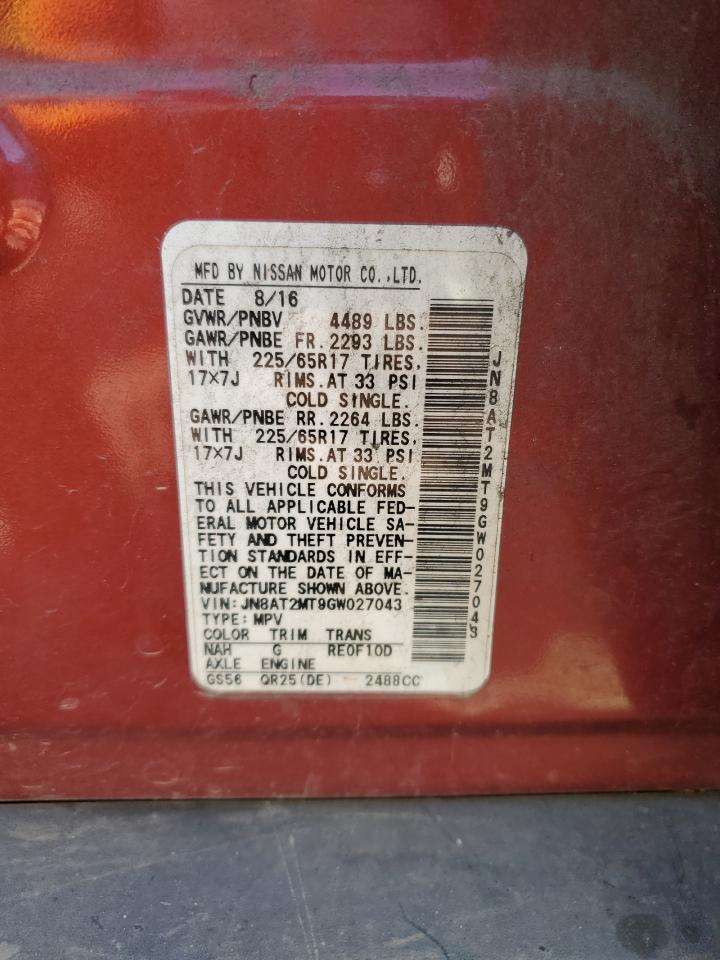 MFD BY NISSAN MOTOR CO.,LTD.
DATE 8/16
GVWR/PNBV 4489 LBS.
GAWR/PNBE FR. 2293 LBS.
WITH 225/65R17 TIRES,
17×7J RIMS.AT 33 PSI
COLD SINGLE.
GAWR/PNBE RR. 2264 LBS.
WITH 225/65R17 TIRES,
17×7J RIMS.AT 33 PSI
COLD SINGLE.
THIS VEHICLE CONFORMS
TO ALL APPLICABLE FED-
ERAL MOTOR VEHICLE SA-
FETY AND THEFT PREVEN-
TION STANDARDS IN EFF-
ECT ON THE DATE OF MA-
NUFACTURE SHOWN ABOVE.
VIN:JN8AT2MT9GW027043
TYPE:MPV
COLOR TRIM TRANS
NAH G RE0F10D
AXLE ENGINE
GS56 QR25(DE) 2488CC
JN8AT2MT9GW027043